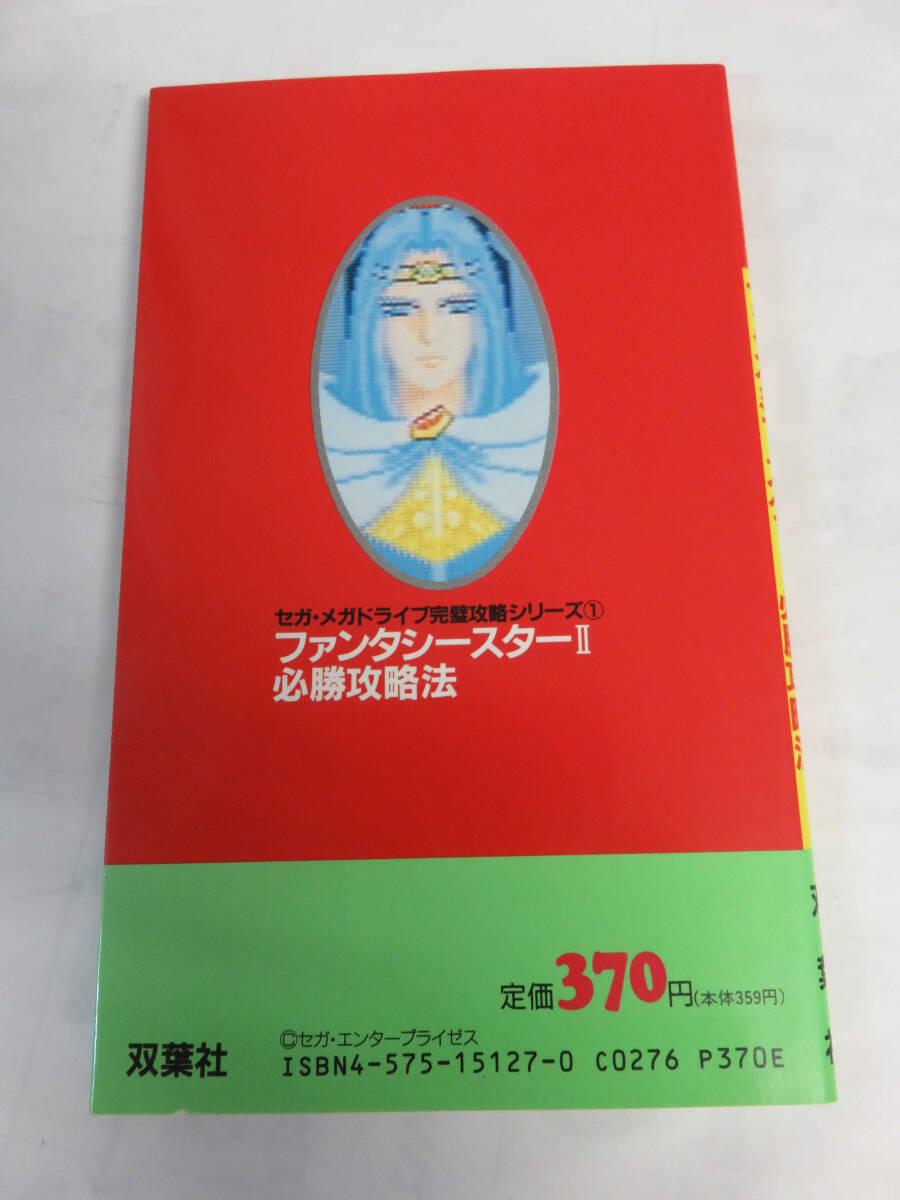 セガ・メガドライブ完璧攻略シリーズ①
ファンタシースターⅡ
必勝攻略法
定価370円(本体359円)
©セガ・エンタープライゼス
双葉社
ISBN4-575-15127-0 C0276 P370E